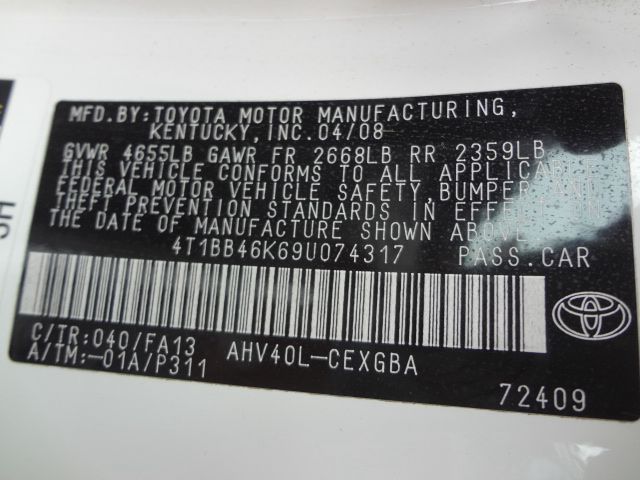 MFD.BY:TOYOTA MOTOR MANUFACTURING,
KENTUCKY,INC.04/08
GVWR 4655LB GAWR FR 2668LB RR 2359LB
THIS VEHICLE CONFORMS TO ALL APPLICABLE
FEDERAL MOTOR VEHICLE SAFETY,BUMPER,ANT
THEFT PREVENTION STANDARDS IN EFFECT
THE DATE OF MANUFACTURE SHOWN ABOVE
4T1BB46K69U074317 PASS.CAR
C/TR:040/FA13
A/TM:-01A/P311 AHV40L-CEXGBA
72409